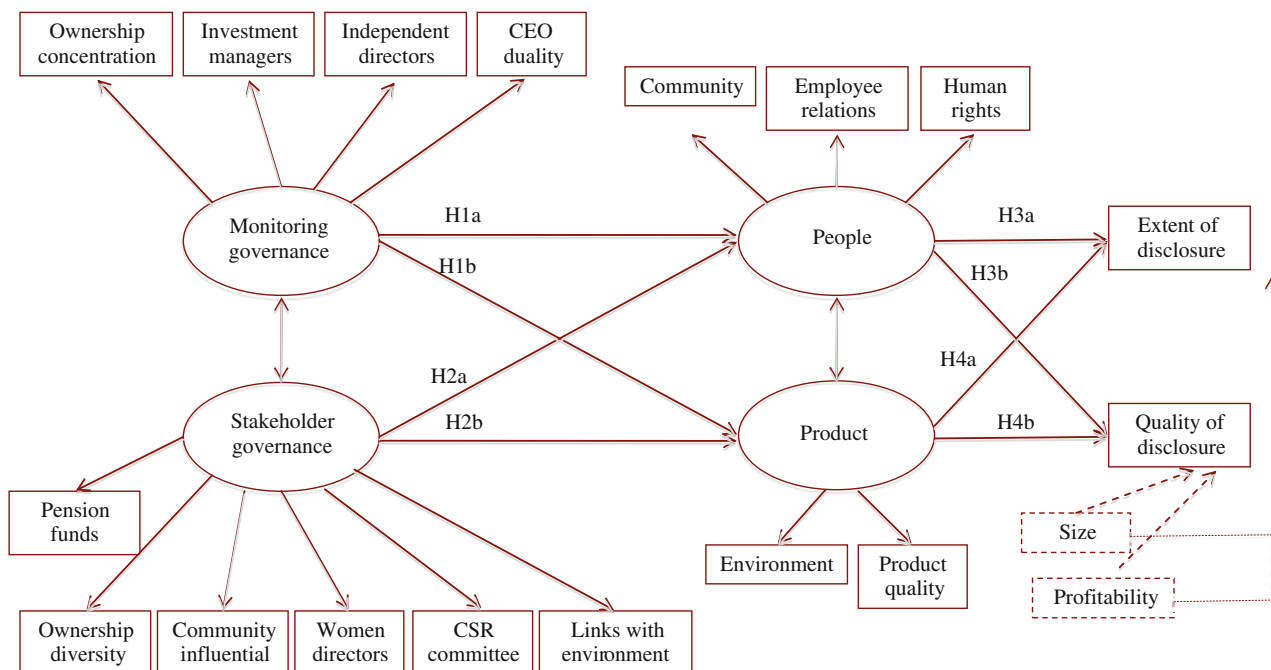 Ownership
concentration
Investment
managers
Independent
directors
CEO
duality
Community
Employee
relations
Human
rights
Monitoring
governance
H1a
H1b
People
H3a
H3b
Extent of
disclosure
Stakeholder
governance
H2a
H2b
Product
H4a
H4b
Quality of
disclosure
Pension
funds
Environment
Product
quality
Size
Profitability
Ownership
diversity
Community
influential
Women
directors
CSR
committee
Links with
environment